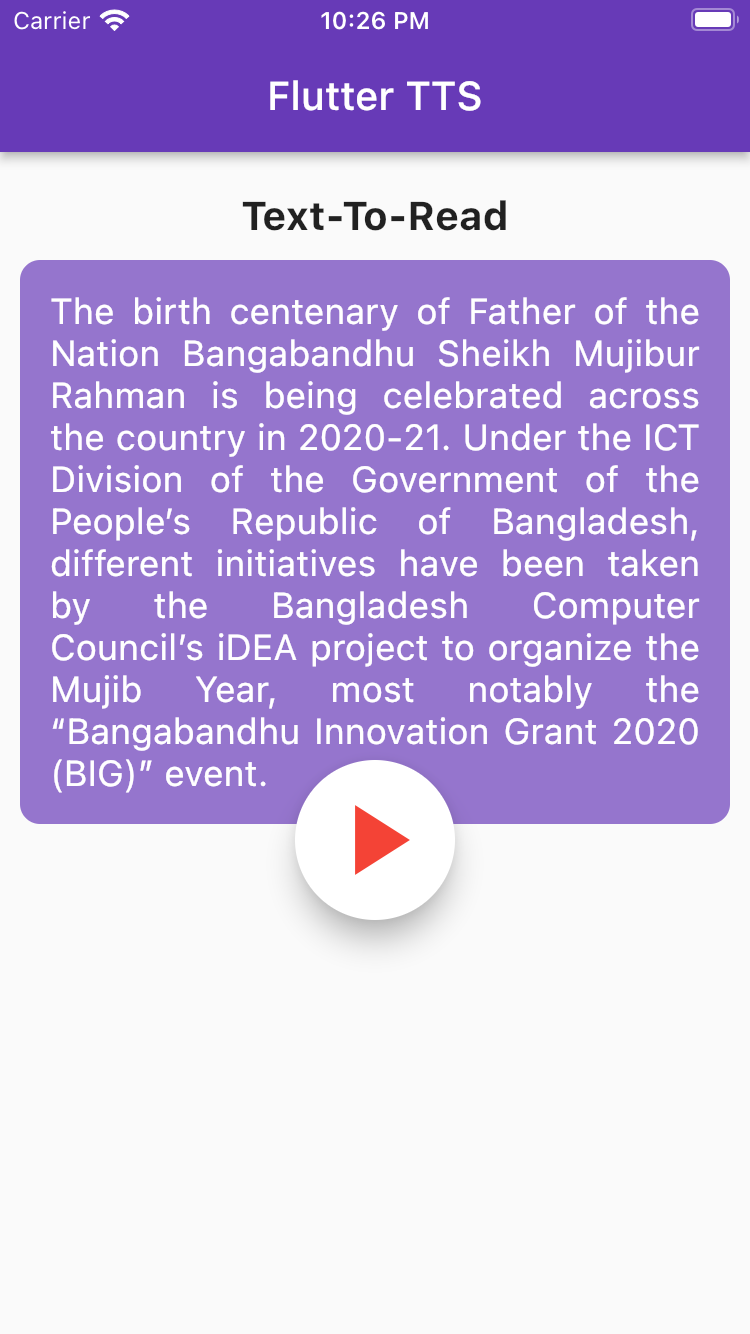 Carrier
10:26 PM
Flutter TTS
Text-To-Read
The birth centenary of Father of the
Nation Bangabandhu Sheikh Mujibur
Rahman is being celebrated across
the country in 2020-21. Under the ICT
Division of the Government of the
People’s Republic of Bangladesh,
different initiatives have been taken
by the Bangladesh Computer
Council’s iDEA project to organize the
Mujib Year, most notably the
“Bangabandhu Innovation Grant 2020
(BIG)” event.